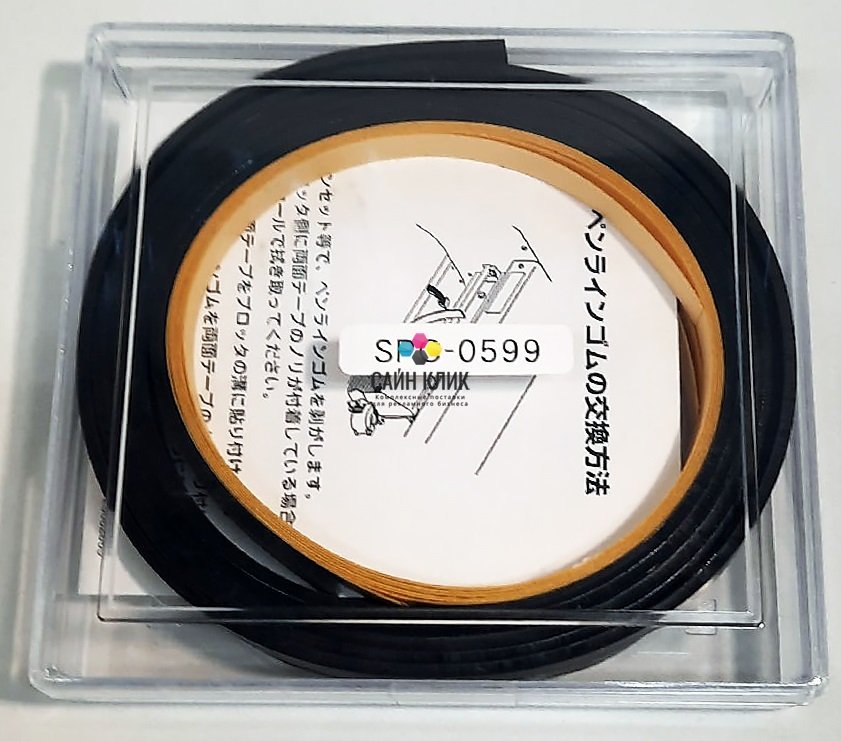 ペンラインゴムの交換方法
SPC-0599
САЙН КЛИК
Комплексные поставки
для рекламного бизнеса
ンセット等で、ペンラインゴムを剥がします。
ッタ側に両面テープのノリが付着している場合
ールで拭き取ってください。
面テープをプロッタの溝に貼り付け
ゴムを両面テープの